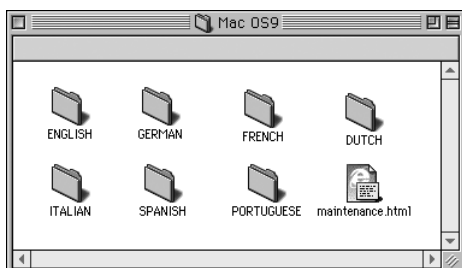 Mac OS9
ENGLISH GERMAN FRENCH DUTCH
ITALIAN SPANISH PORTUGUESE maintenance.html